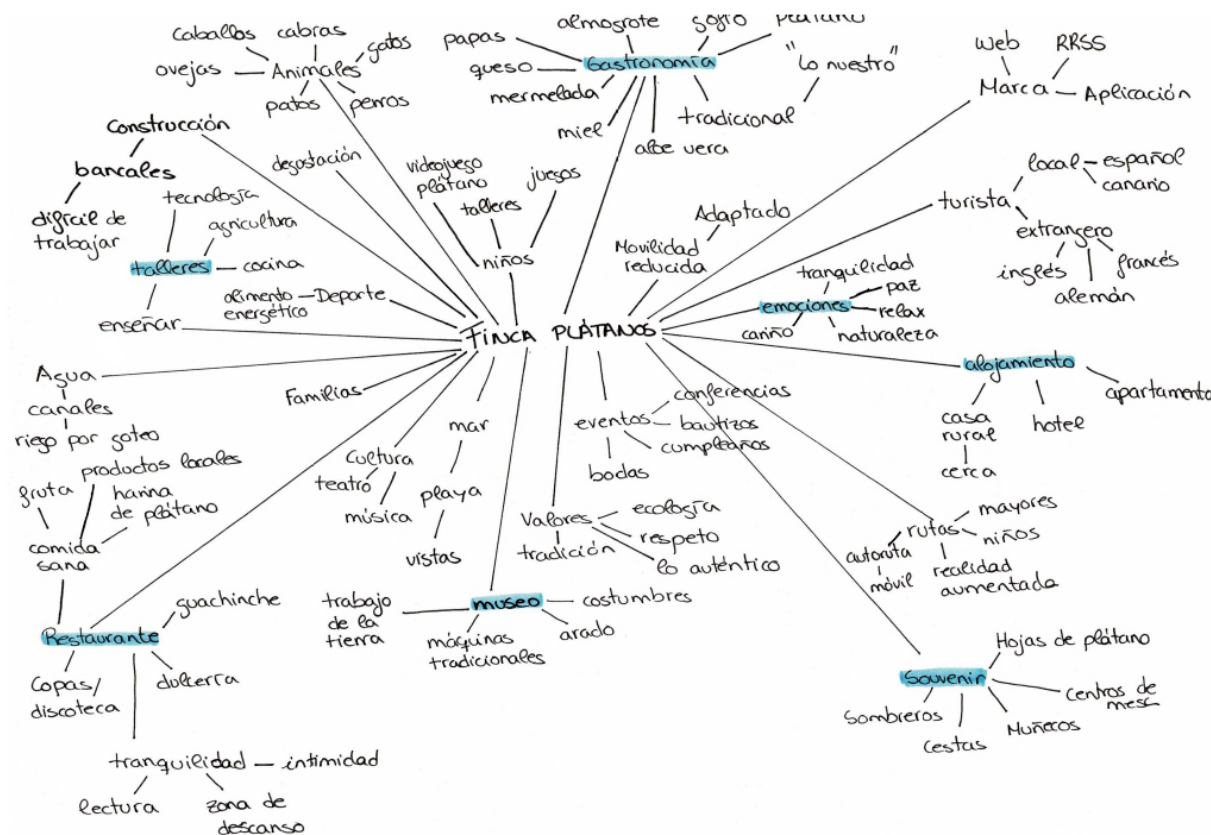 almogrote
gofio
plátano
papas
queso
Gastronomía
"Lo nuestro"
mermelada
tradicional
miel
aloe vera
caballos
cabras
gatos
ovejas
Animales
patos
perros
Web
RRSS
Marca
Aplicación
Construcción
bancales
difícil de
trabajar
degostación
videojuego
plátano
juegos
talleres
niños
Adaptado
Movilidad
reducida
turista
local
español
canario
extrangero
inglés
francés
alemán
tecnología
agricultura
talleres
cocina
enseñar
alimento
energético
Deporte
tranquilidad
paz
emociones
relax
cariño
naturaleza
FINCA PLÁTANOS
alojamiento
apartamento
casa
rural
hotel
cerca
Agua
canales
riego por goteo
Familias
mar
playa
vistas
Cultura
teatro
música
eventos
conferencias
bautizos
cumpleaños
bodas
productos locales
fruta
harina
de plátano
comida
sana
Valores
ecología
respeto
tradición
lo auténtico
rutas
mayores
niños
autoruta
móvil
realidad
aumentada
Restaurante
guachinche
Copas/
discoteca
dulcería
tranquilidad
intimidad
lectura
zona de
descanso
museo
trabajo
de la
tierra
costumbres
máquinas
tradicionales
arado
Souvenir
Hojas de plátano
Centros de
mesa
Sombreros
Cestas
Muñecos